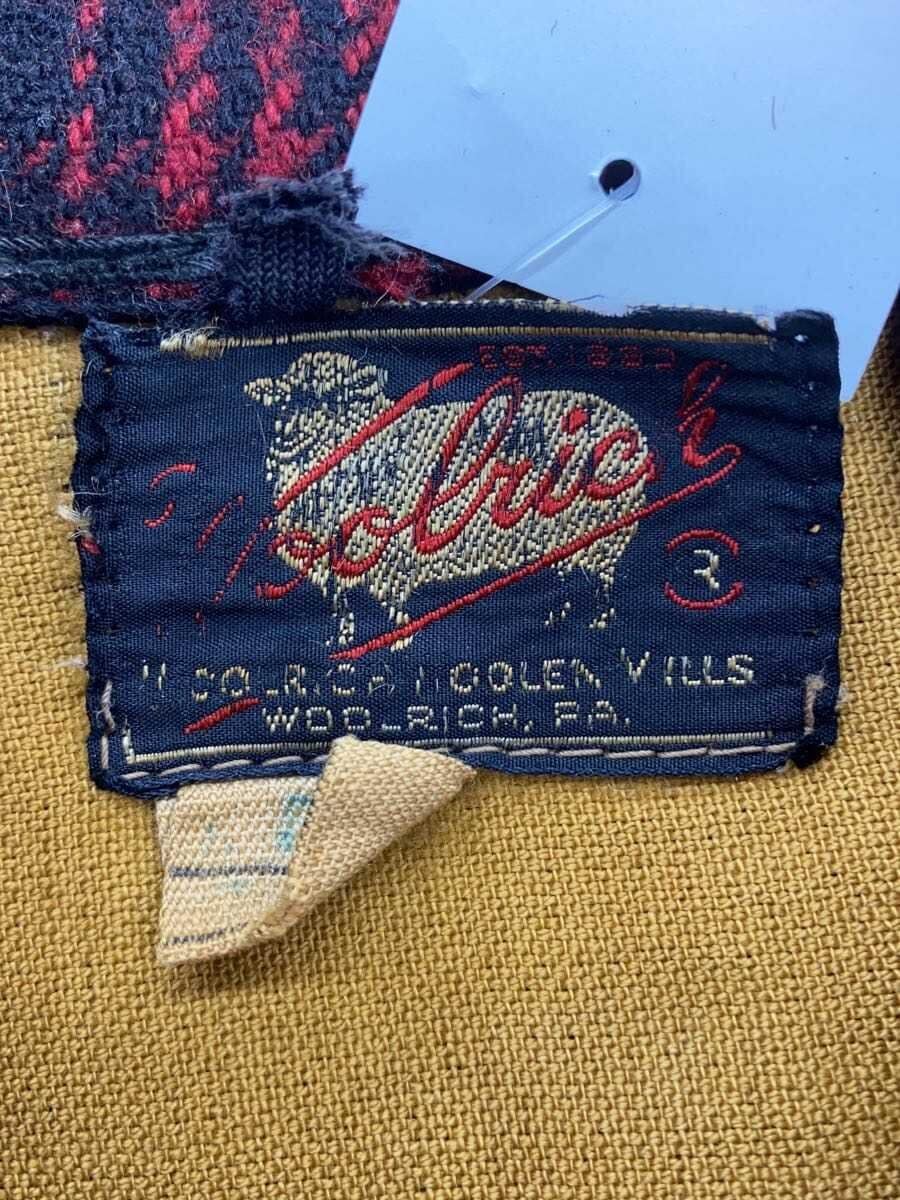 EST. 1830
Woolrich
R
WOOLRICH WOOLEN MILLS
WOOLRICH, PA.